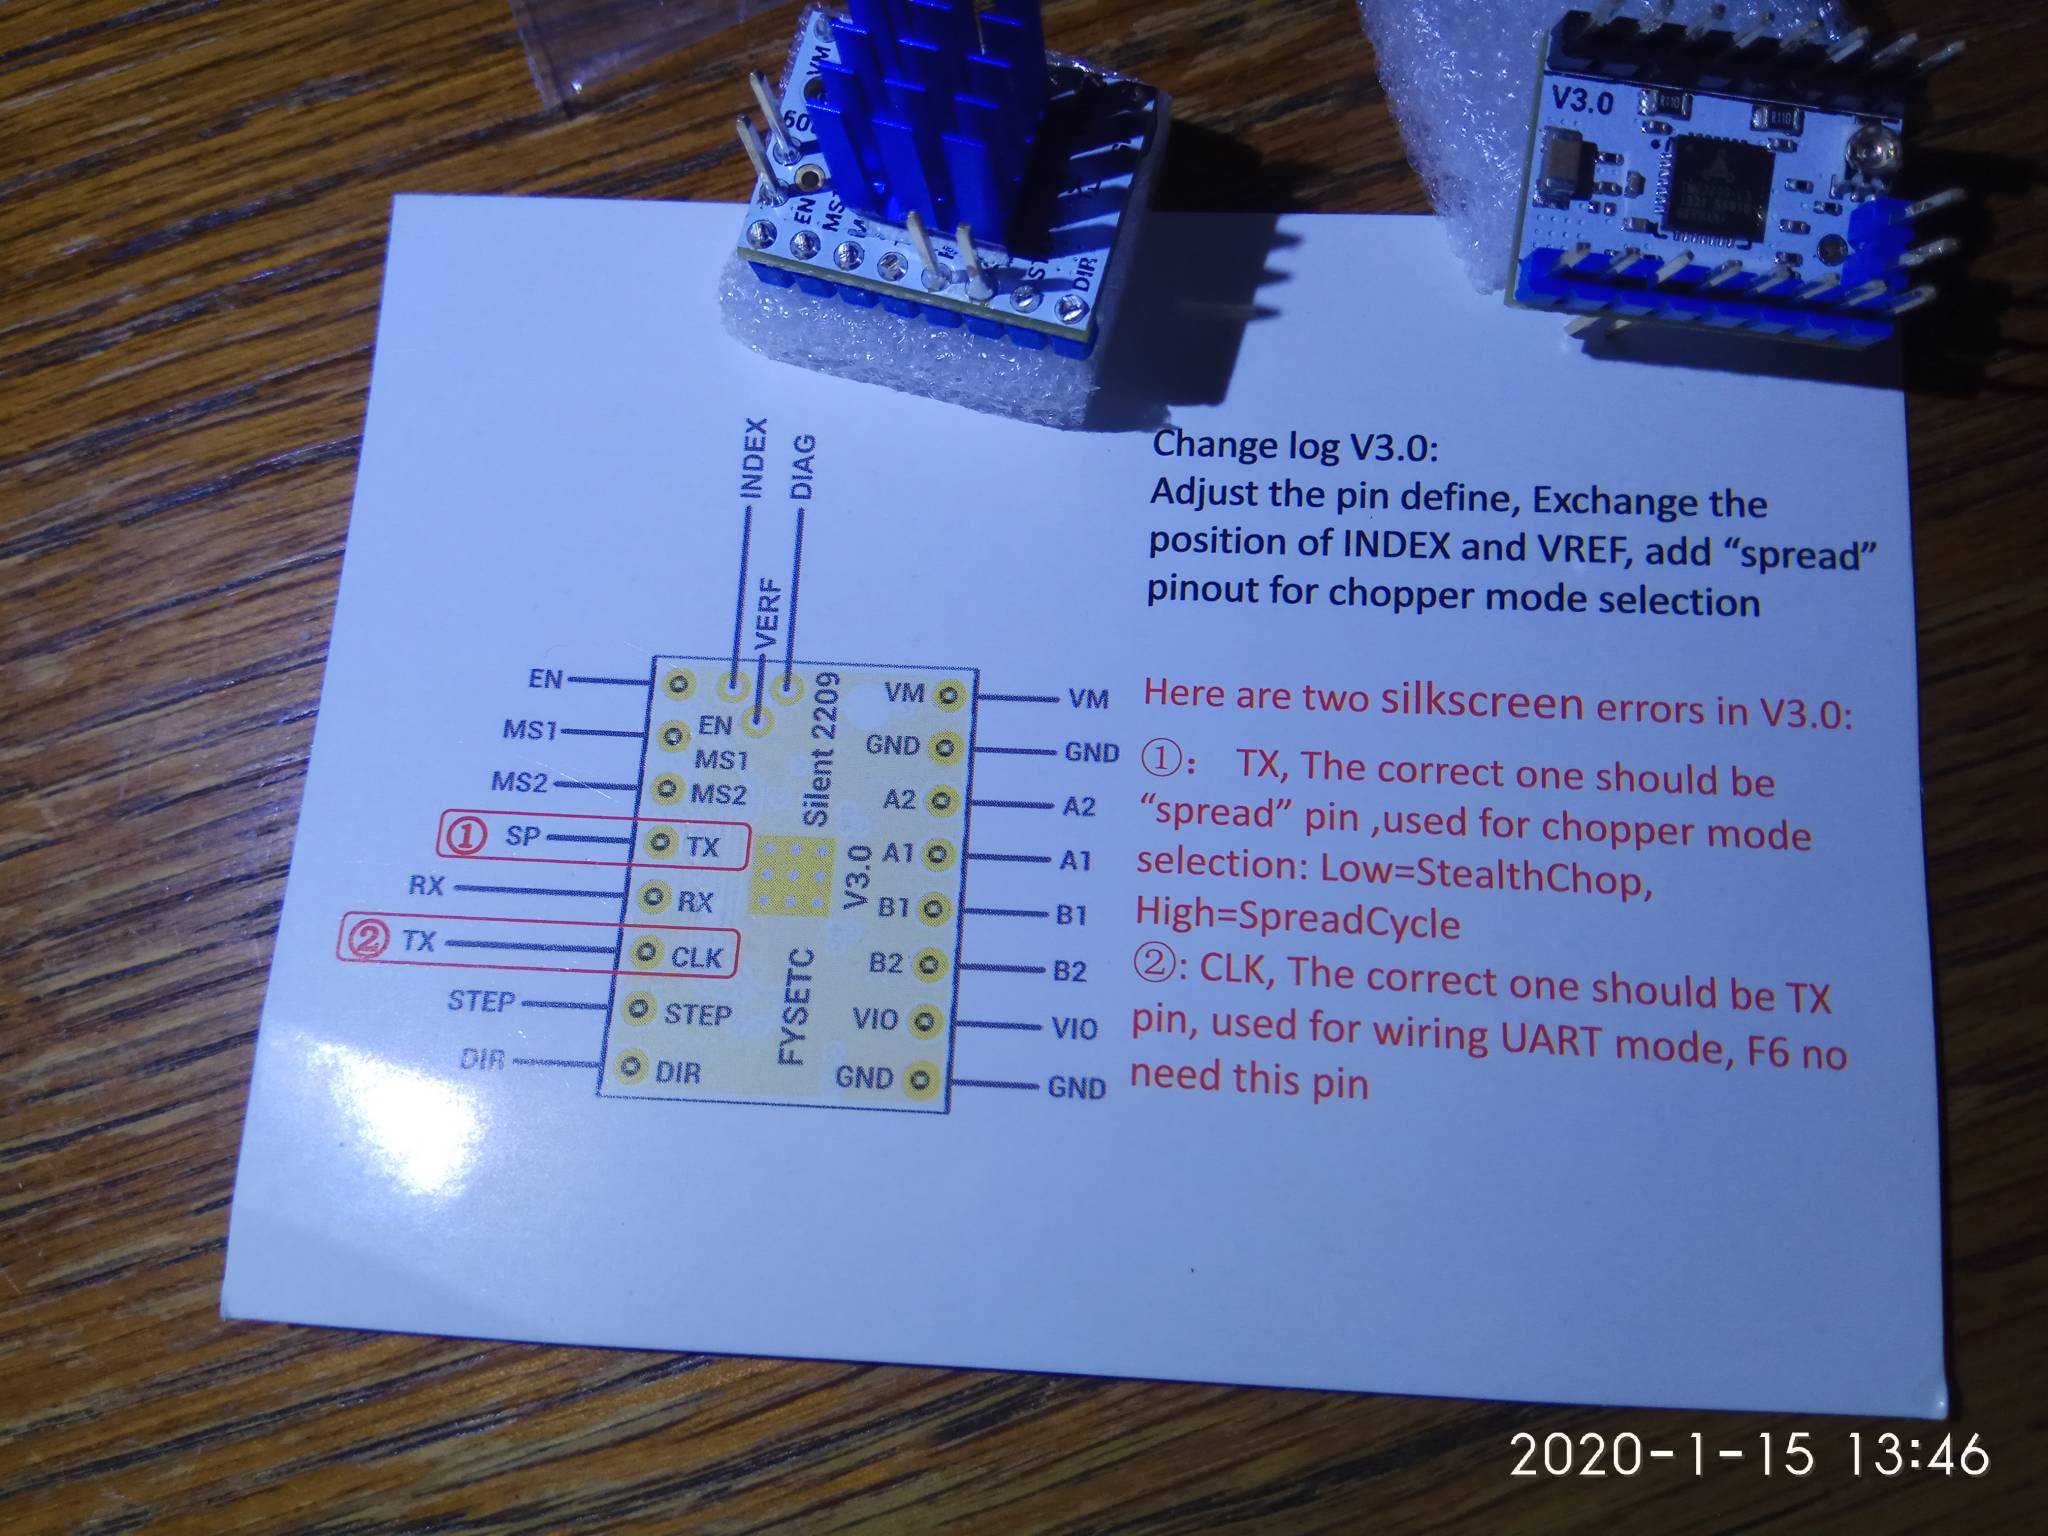 VM
EN
MS
DIR
V3.0
R110
R110
Change log V3.0:
Adjust the pin define, Exchange the
position of INDEX and VREF, add “spread”
pinout for chopper mode selection
Here are two silkscreen errors in V3.0:
①: TX, The correct one should be
“spread” pin ,used for chopper mode
selection: Low=StealthChop,
High=SpreadCycle
②: CLK, The correct one should be TX
pin, used for wiring UART mode, F6 no
need this pin
INDEX
DIAG
VERF
EN
MS1
MS2
① SP
RX
② TX
STEP
DIR
EN
MS1
MS2
TX
RX
CLK
STEP
DIR
Silent 2209
V3.0
FYSETC
VM
GND
A2
A1
B1
B2
VIO
GND
VM
GND
A2
A1
B1
B2
VIO
GND
2020-1-15 13:46